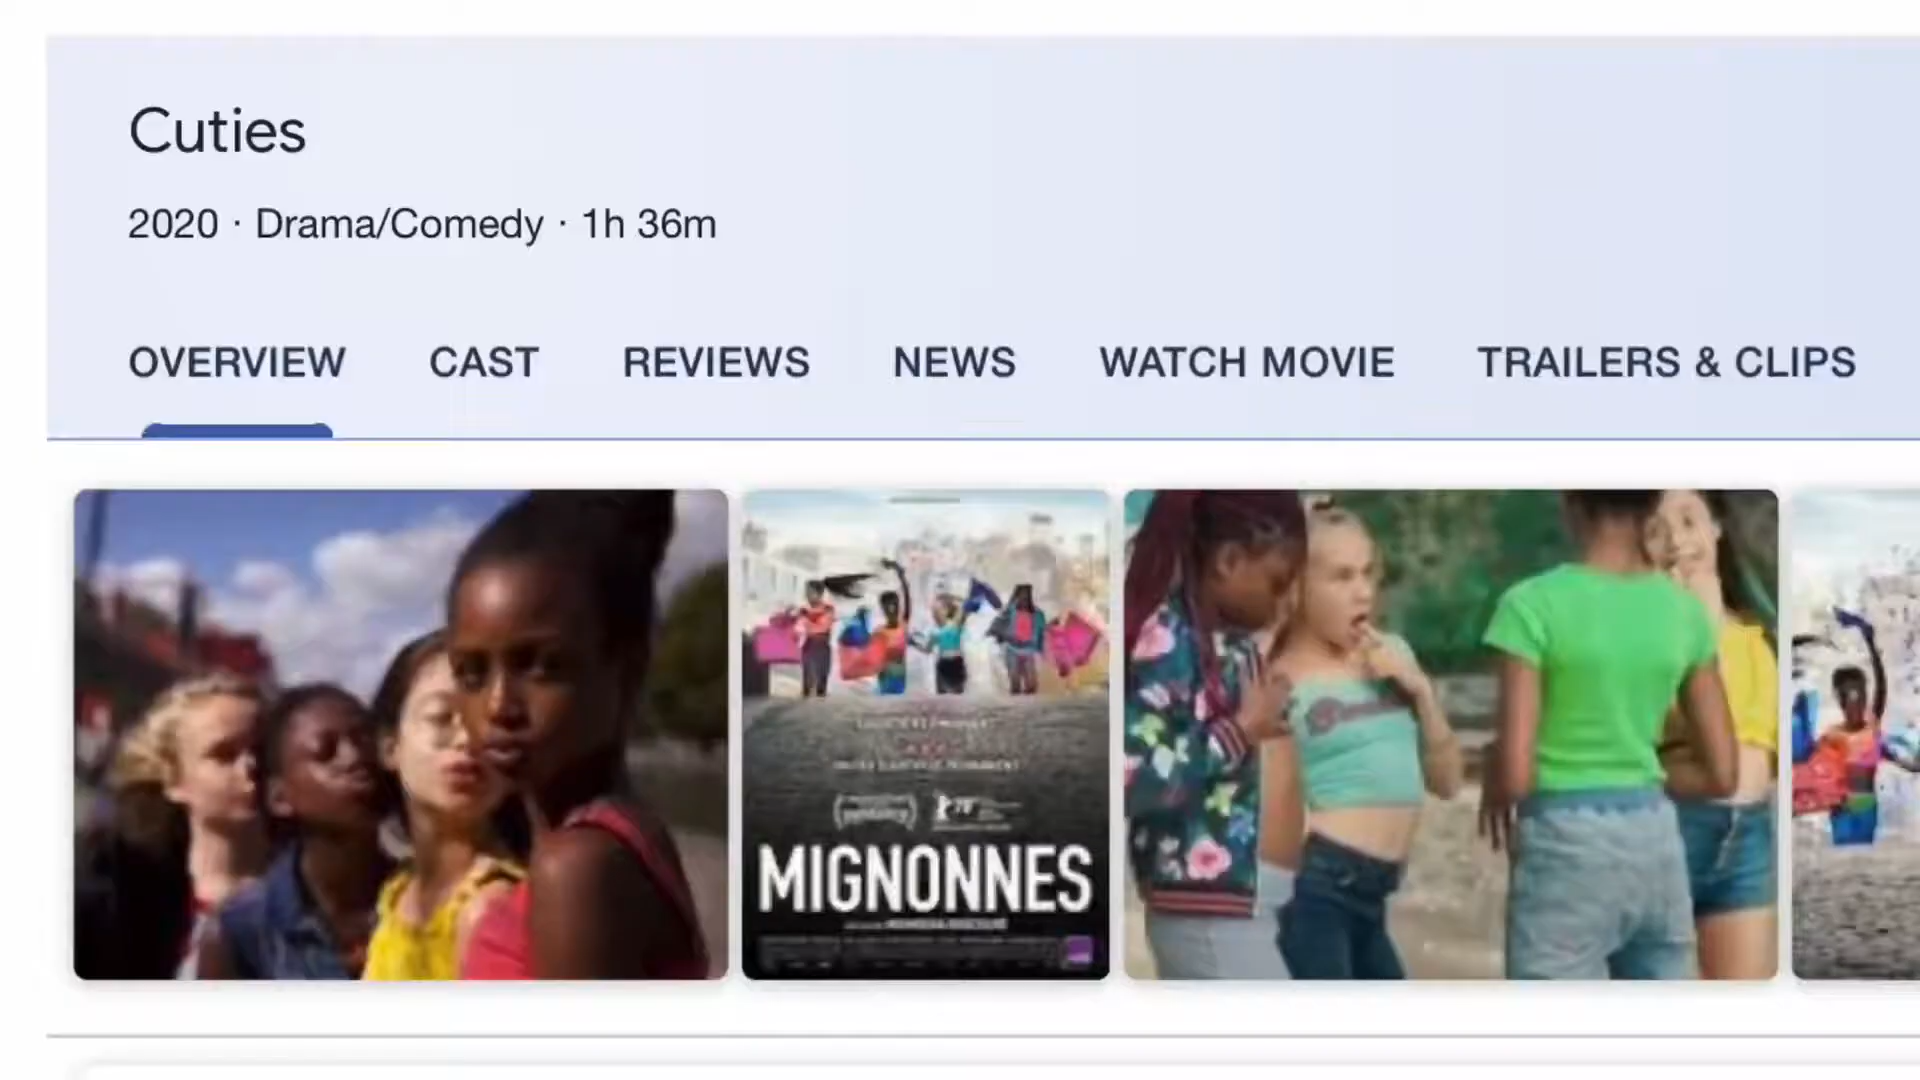 Cuties
2020 · Drama/Comedy · 1h 36m
OVERVIEW CAST REVIEWS NEWS WATCH MOVIE TRAILERS & CLIPS
MIGNONNES